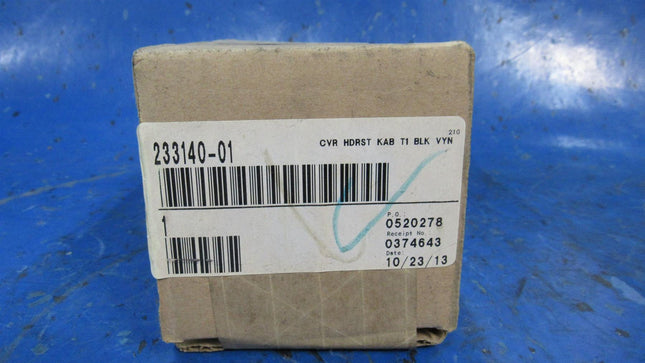 210
233140-01 CVR HDRST KAB T1 BLK VYN
1
P.O.:
0520278
Receipt No.
0374643
Date:
10/23/13